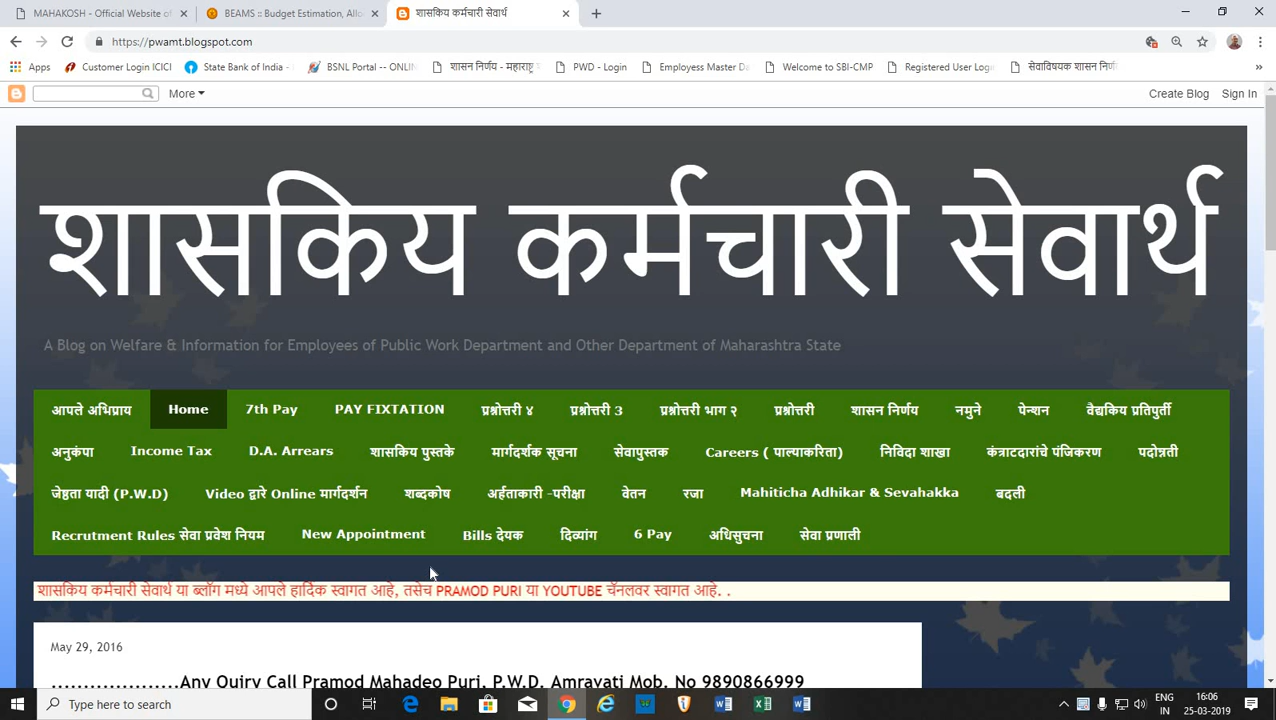 MAHAKOSH - Official Website of
BEAMS :: Budget Estimation, Allo
शासकिय कर्मचारी सेवार्थ
https://pwamt.blogspot.com
Apps
Customer Login ICICI
State Bank of India -
BSNL Portal -- ONLIN
शासन निर्णय - महाराष्ट्र
PWD - Login
Employess Master Da
Welcome to SBI-CMP
Registered User Log
सेवाविषयक शासन निर्ण
More
Create Blog
Sign In
शासकिय कर्मचारी सेवार्थ
A Blog on Welfare & Information for Employees of Public Work Department and Other Department of Maharashtra State
आपले अभिप्राय Home 7th Pay PAY FIXTATION प्रश्नोत्तरी ४ प्रश्नोत्तरी 3 प्रश्नोत्तरी भाग २ प्रश्नोत्तरी शासन निर्णय नमुने पेन्शन वैद्यकिय प्रतिपुर्ती
अनुकंपा Income Tax D.A. Arrears शासकिय पुस्तके मार्गदर्शक सूचना सेवापुस्तक Careers ( पाल्याकरिता) निविदा शाखा कंत्राटदारांचे पंजिकरण पदोन्नती
जेष्ठता यादी (P.W.D) Video द्वारे Online मार्गदर्शन शब्दकोष अर्हताकारी -परीक्षा वेतन रजा Mahiticha Adhikar & Sevahakka बदली
Recrutment Rules सेवा प्रवेश नियम New Appointment Bills देयक दिव्यांग 6 Pay अधिसुचना सेवा प्रणाली
शासकिय कर्मचारी सेवार्थ या ब्लॉग मध्ये आपले हार्दिक स्वागत आहे, तसेच PRAMOD PURI या YOUTUBE चॅनलवर स्वागत आहे. .
May 29, 2016
....................Any Quiry Call Pramod Mahadeo Puri, P.W.D. Amravati Mob. No 9890866999
Type here to search
ENG
IN
16:06
25-03-2019